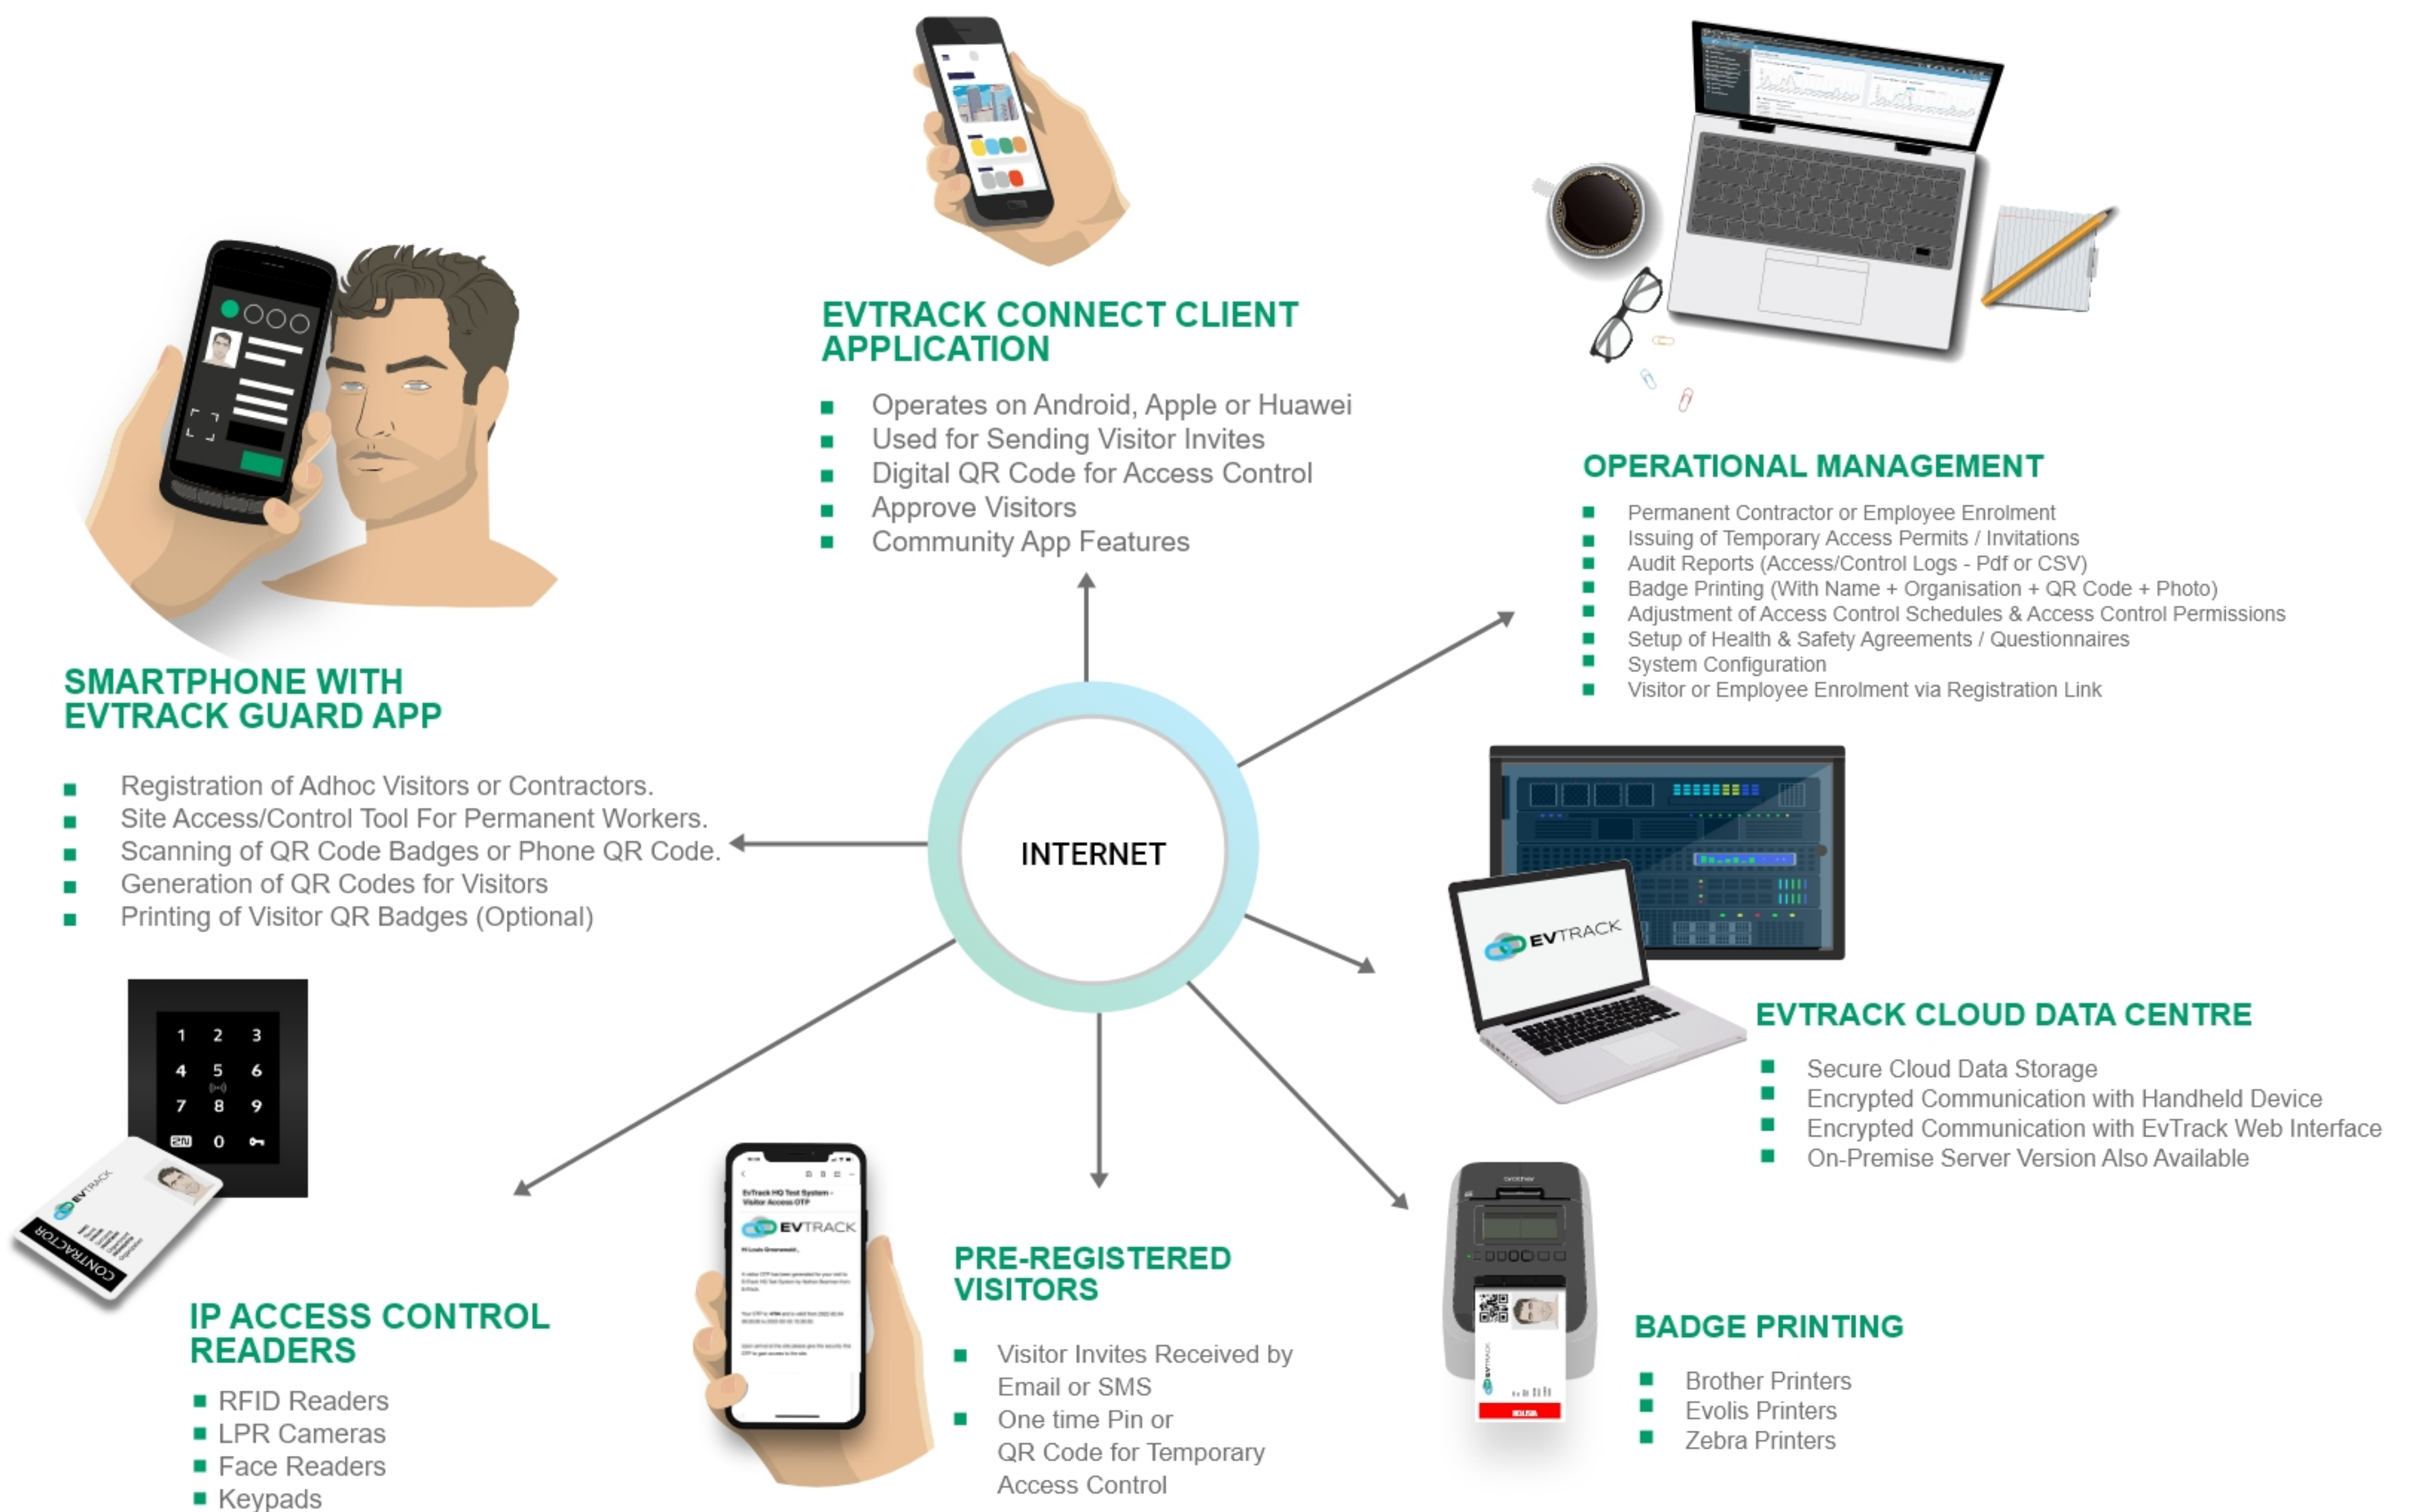 EVTRACK CONNECT CLIENT
APPLICATION
Operates on Android, Apple or Huawei
Used for Sending Visitor Invites
Digital QR Code for Access Control
Approve Visitors
Community App Features
OPERATIONAL MANAGEMENT
Permanent Contractor or Employee Enrolment
Issuing of Temporary Access Permits / Invitations
Audit Reports (Access/Control Logs - Pdf or CSV)
Badge Printing (With Name + Organisation + QR Code + Photo)
Adjustment of Access Control Schedules & Access Control Permissions
Setup of Health & Safety Agreements / Questionnaires
System Configuration
Visitor or Employee Enrolment via Registration Link
SMARTPHONE WITH
EVTRACK GUARD APP
Registration of Adhoc Visitors or Contractors.
Site Access/Control Tool For Permanent Workers.
Scanning of QR Code Badges or Phone QR Code.
Generation of QR Codes for Visitors
Printing of Visitor QR Badges (Optional)
INTERNET
EVTRACK
EVTRACK CLOUD DATA CENTRE
Secure Cloud Data Storage
Encrypted Communication with Handheld Device
Encrypted Communication with EvTrack Web Interface
On-Premise Server Version Also Available
1 2 3
4 5 6
7 8 9
2N 0
EVTRACK
CONTRACTOR
IP ACCESS CONTROL
READERS
RFID Readers
LPR Cameras
Face Readers
Keypads
EvTrack HQ Test System -
Visitor Access OTP
EVTRACK
PRE-REGISTERED
VISITORS
Visitor Invites Received by
Email or SMS
One time Pin or
QR Code for Temporary
Access Control
brother
EVTRACK
BADGE PRINTING
Brother Printers
Evolis Printers
Zebra Printers